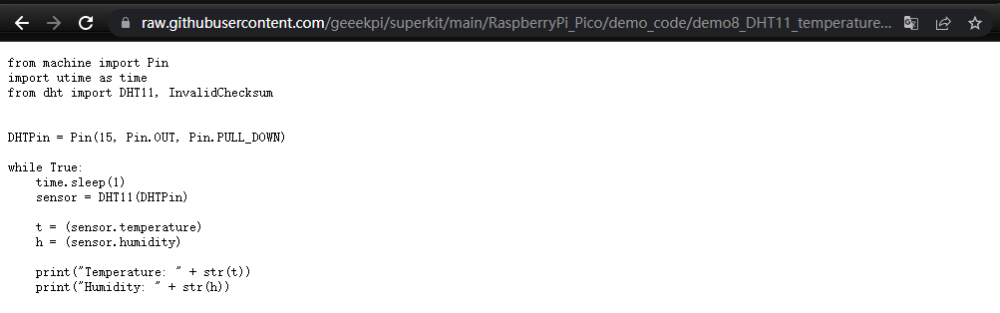 raw.githubusercontent.com/geeekpi/superkit/main/RaspberryPi_Pico/demo_code/demo8_DHT11_temperature...
from machine import Pin
import utime as time
from dht import DHT11, InvalidChecksum
DHTPin = Pin(15, Pin.OUT, Pin.PULL_DOWN)
while True:
    time.sleep(1)
    sensor = DHT11(DHTPin)
    t = (sensor.temperature)
    h = (sensor.humidity)
    print("Temperature: " + str(t))
    print("Humidity: " + str(h))